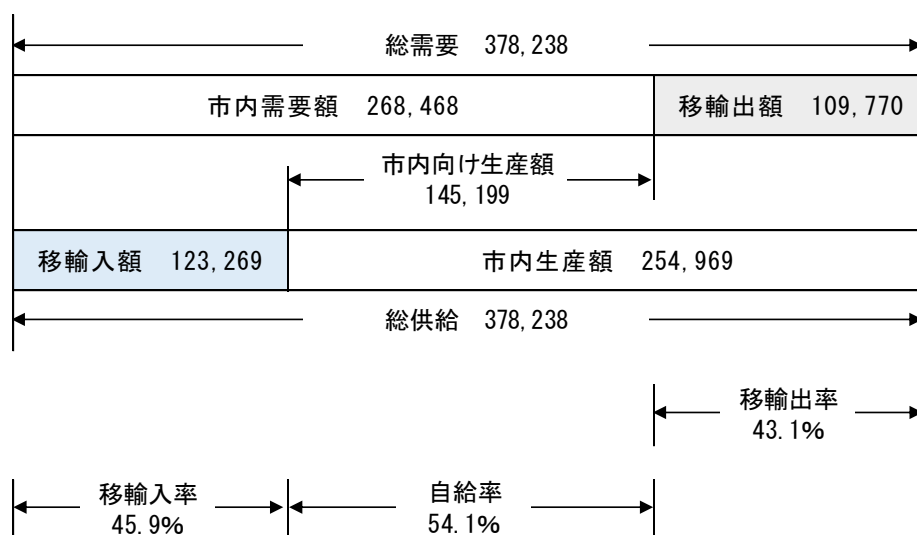 総需要 378,238
市内需要額 268,468
移輸出額 109,770
市内向け生産額
145,199
移輸入額 123,269
市内生産額 254,969
総供給 378,238
移輸出率
43.1%
移輸入率
45.9%
自給率
54.1%